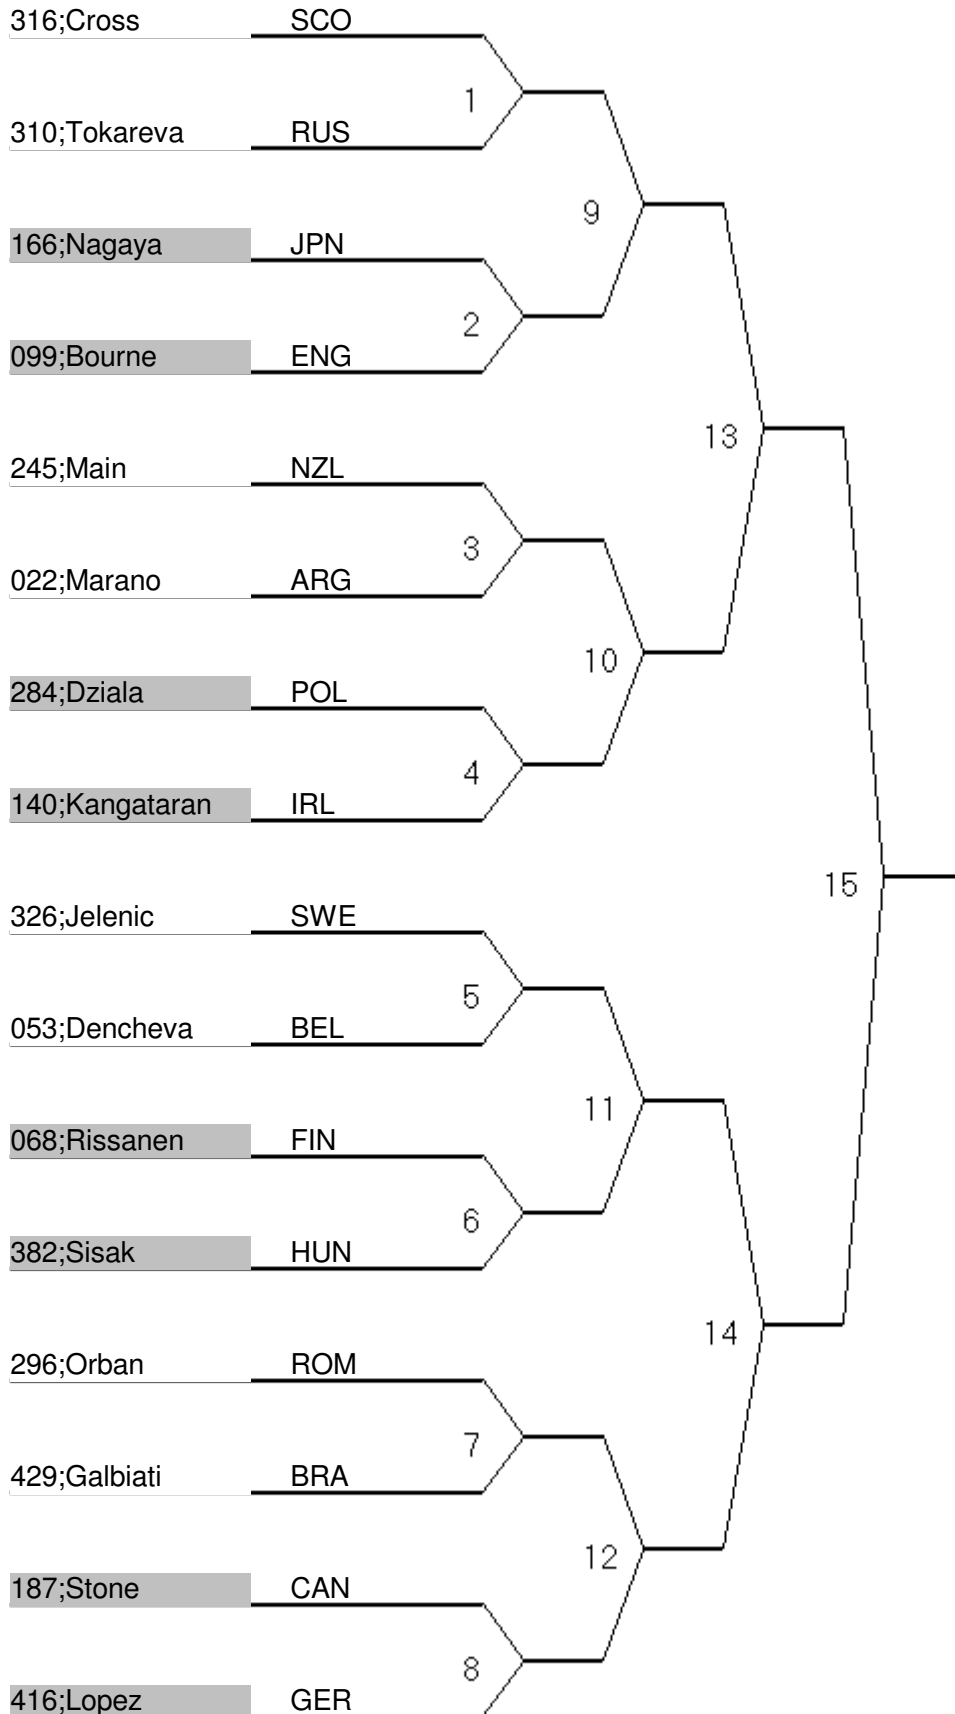 316;Cross SCO
1
310;Tokareva RUS
9
166;Nagaya JPN
2
099;Bourne ENG
13
245;Main NZL
3
022;Marano ARG
10
284;Dziala POL
4
140;Kangataran IRL
15
326;Jelenic SWE
5
053;Dencheva BEL
11
068;Rissanen FIN
6
382;Sisak HUN
14
296;Orban ROM
7
429;Galbiati BRA
12
187;Stone CAN
8
416;Lopez GER